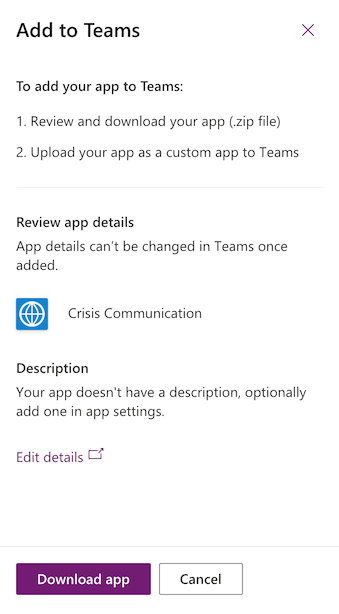 Add to Teams
To add your app to Teams:
1. Review and download your app (.zip file)
2. Upload your app as a custom app to Teams
Review app details
App details can't be changed in Teams once
added.
Crisis Communication
Description
Your app doesn't have a description, optionally
add one in app settings.
Edit details
Download app
Cancel